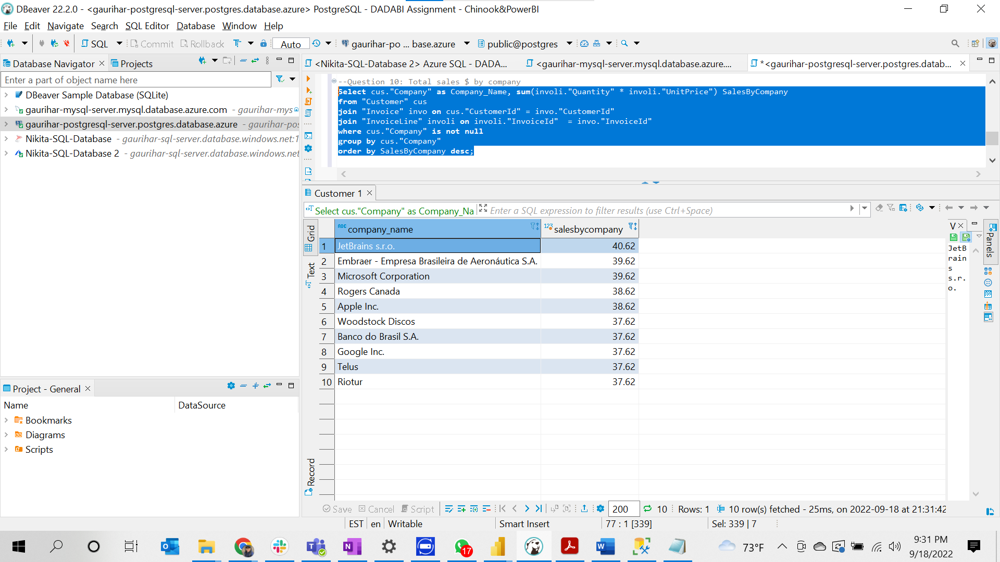 DBeaver 22.2.0 - <gaurihar-postgresql-server.postgres.database.azure> PostgreSQL - DADABI Assignment - Chinook&PowerBI
File Edit Navigate Search SQL Editor Database Window Help
SQL Commit Rollback Auto gaurihar-po ... base.azure public@postgres
Database Navigator Projects
Enter a part of object name here
DBeaver Sample Database (SQLite)
gaurihar-mysql-server.mysql.database.azure.com - gaurihar-mys
gaurihar-postgresql-server.postgres.database.azure - gaurihar-pos
Nikita-SQL-Database - gaurihar-sql-server.database.windows.net:1
Nikita-SQL-Database 2 - gaurihar-sql-server.database.windows.net
Project - General
Name DataSource
Bookmarks
Diagrams
Scripts
<Nikita-SQL-Database 2> Azure SQL - DADA... <gaurihar-mysql-server.mysql.database.azure.... *<gaurihar-postgresql-server.postgres.datab...
--Question 10: Total sales $ by company
Select cus."Company" as Company_Name, sum(involi."Quantity" * involi."UnitPrice") SalesByCompany
from "Customer" cus
join "Invoice" invo on cus."CustomerId" = invo."CustomerId"
join "InvoiceLine" involi on involi."InvoiceId"  = invo."InvoiceId"
where cus."Company" is not null
group by cus."Company"
order by SalesByCompany desc;
Customer 1
Select cus."Company" as Company_Na Enter a SQL expression to filter results (use Ctrl+Space)
Grid
Text
Record
ABC company_name 123 salesbycompany
1 JetBrains s.r.o. 40.62
2 Embraer - Empresa Brasileira de Aeronáutica S.A. 39.62
3 Microsoft Corporation 39.62
4 Rogers Canada 38.62
5 Apple Inc. 38.62
6 Woodstock Discos 37.62
7 Banco do Brasil S.A. 37.62
8 Google Inc. 37.62
9 Telus 37.62
10 Riotur 37.62
V
JetB
rain
s
s.r.
o.
Panels
Save Cancel Script 200 10 Rows: 1 10 row(s) fetched - 25ms, on 2022-09-18 at 21:31:42
EST en Writable Smart Insert 77 : 1 [339] Sel: 339 | 7
17
73°F
9:31 PM
9/18/2022